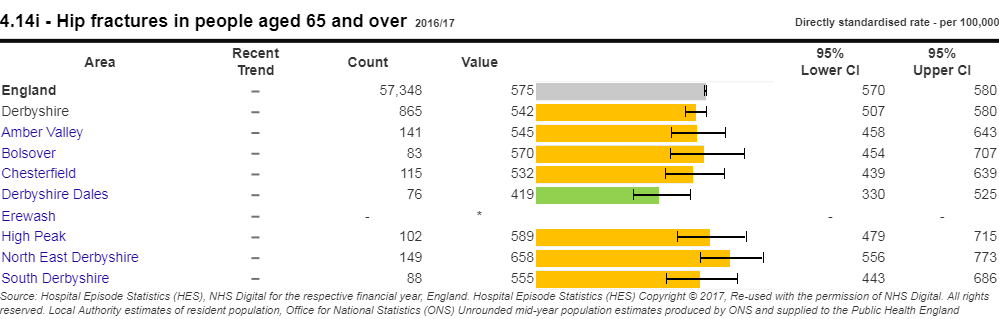 4.14i - Hip fractures in people aged 65 and over 2016/17 Directly standardised rate - per 100,000
Area Recent Trend Count Value 95% Lower CI 95% Upper CI
England – 57,348 575 570 580
Derbyshire – 865 542 507 580
Amber Valley – 141 545 458 643
Bolsover – 83 570 454 707
Chesterfield – 115 532 439 639
Derbyshire Dales – 76 419 330 525
Erewash – - * - -
High Peak – 102 589 479 715
North East Derbyshire – 149 658 556 773
South Derbyshire – 88 555 443 686
Source: Hospital Episode Statistics (HES), NHS Digital for the respective financial year, England. Hospital Episode Statistics (HES) Copyright © 2017, Re-used with the permission of NHS Digital. All rights
reserved. Local Authority estimates of resident population, Office for National Statistics (ONS) Unrounded mid-year population estimates produced by ONS and supplied to the Public Health England